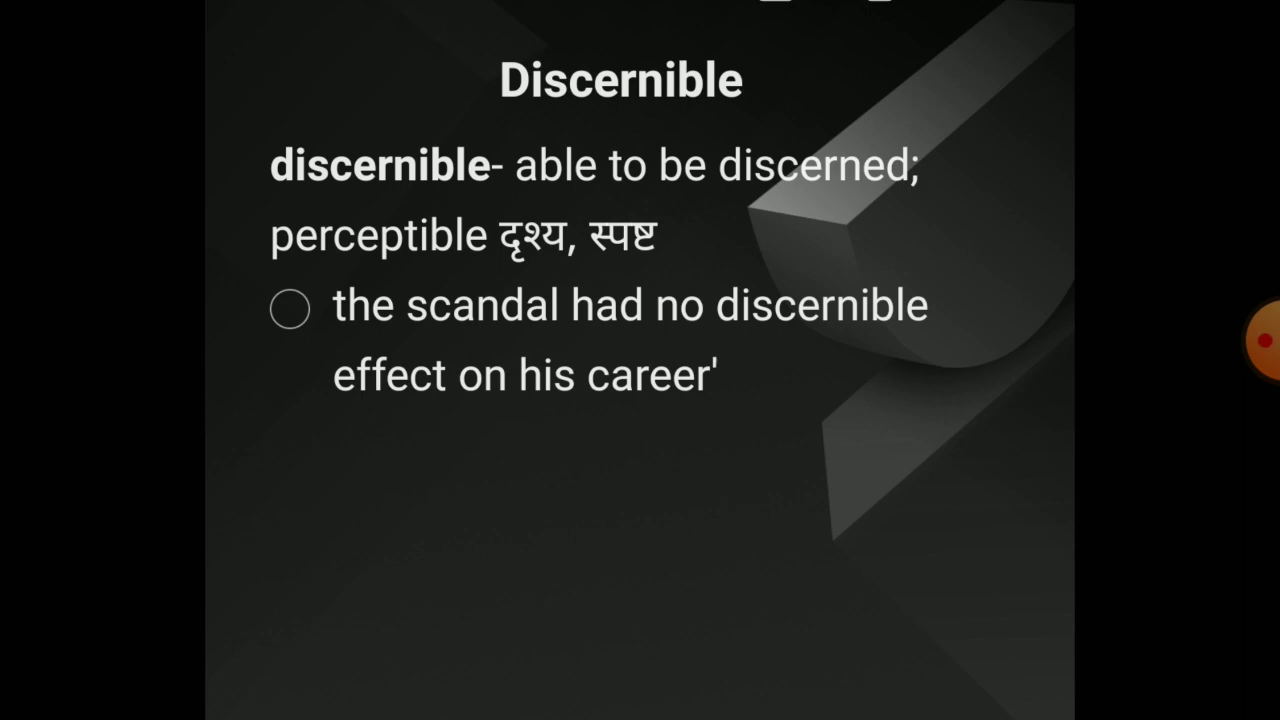 Discernible
discernible- able to be discerned;
perceptible दृश्य, स्पष्ट
the scandal had no discernible
effect on his career'